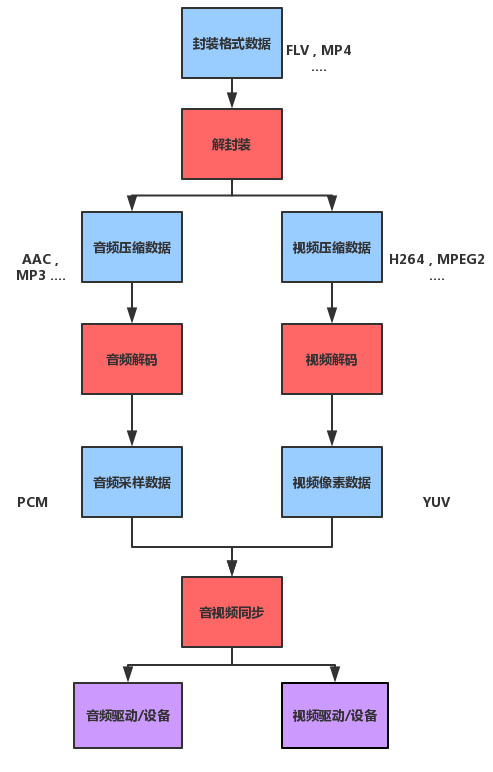 封装格式数据
FLV , MP4
....
解封装
音频压缩数据
视频压缩数据
AAC ,
MP3 ....
H264 , MPEG2
....
音频解码
视频解码
音频采样数据
视频像素数据
PCM
YUV
音视频同步
音频驱动/设备
视频驱动/设备